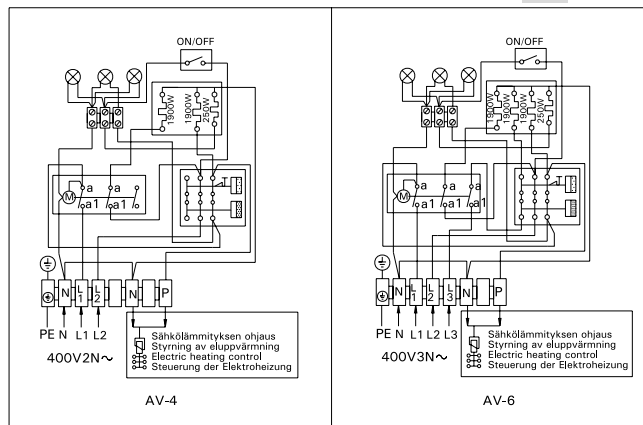 ON/OFF
1900W
1900W
250W
M
a
a
a1
a1
N
L1
L2
N
P
PE N L1 L2
400V2N~
Sähkölämmityksen ohjaus
Styrning av eluppvärmning
Electric heating control
Steuerung der Elektroheizung
AV-4
ON/OFF
1900W
1900W
1900W
250W
M
a
a
a1
a1
a1
N
L1
L2
L3
N
P
PE N L1 L2 L3
400V3N~
Sähkölämmityksen ohjaus
Styrning av eluppvärmning
Electric heating control
Steuerung der Elektroheizung
AV-6